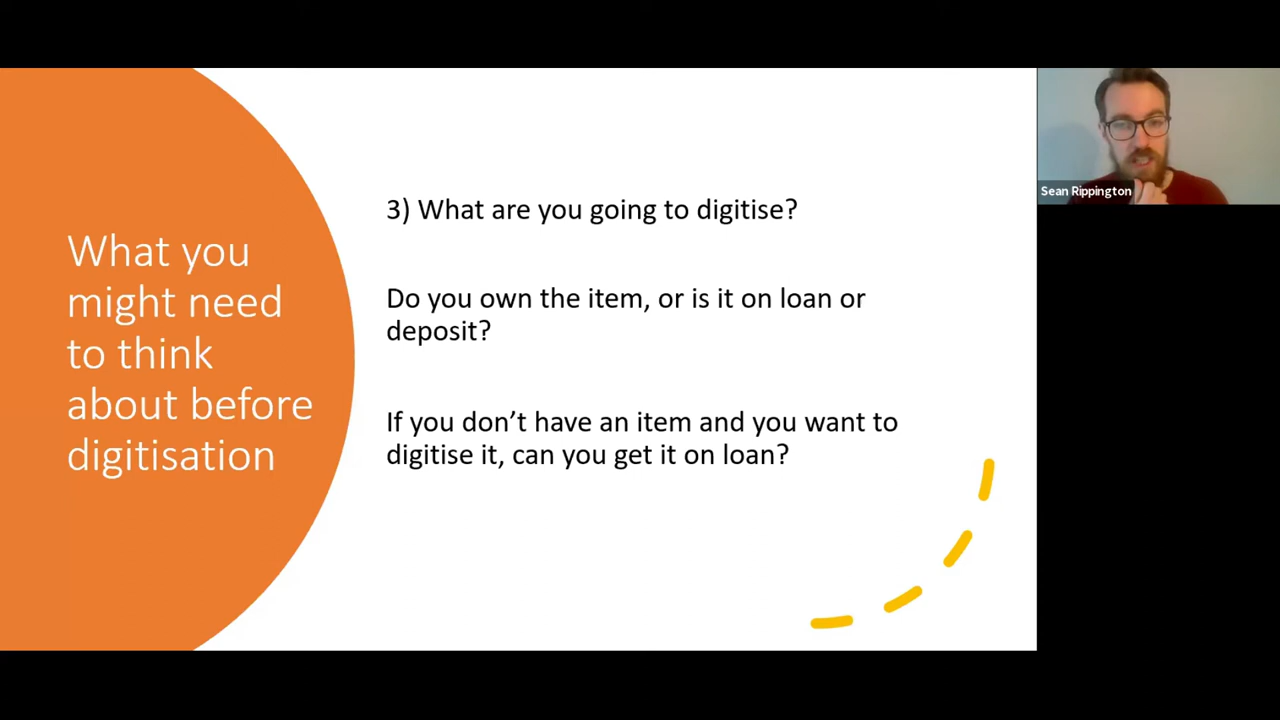 What you
might need
to think
about before
digitisation
3) What are you going to digitise?
Do you own the item, or is it on loan or
deposit?
If you don’t have an item and you want to
digitise it, can you get it on loan?
Sean Rippington